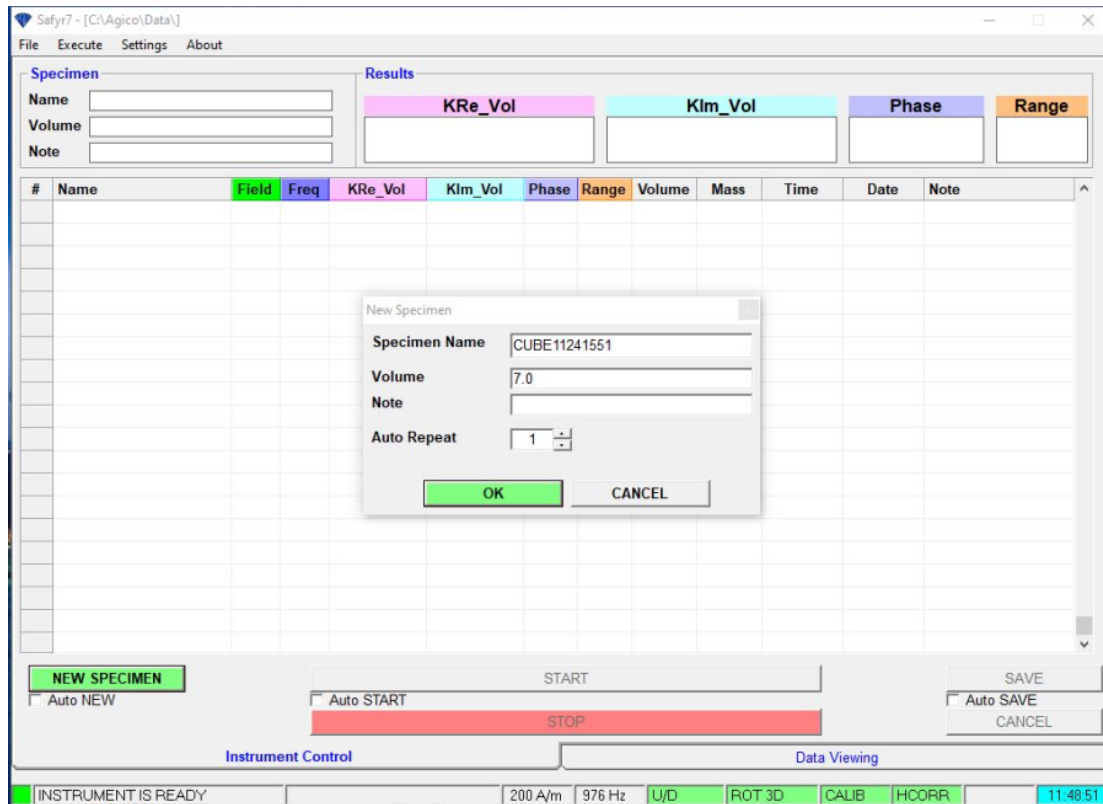 Safyr7 - [C:\Agico\Data\]
File Execute Settings About
Specimen
Name
Volume
Note
Results
KRe_Vol KIm_Vol Phase Range
# Name Field Freq KRe_Vol KIm_Vol Phase Range Volume Mass Time Date Note
New Specimen
Specimen Name CUBE11241551
Volume 7.0
Note
Auto Repeat 1
OK CANCEL
NEW SPECIMEN START SAVE
Auto NEW Auto START Auto SAVE
STOP CANCEL
Instrument Control Data Viewing
INSTRUMENT IS READY 200 A/m 976 Hz U/D ROT 3D CALIB HCORR 11:48:51